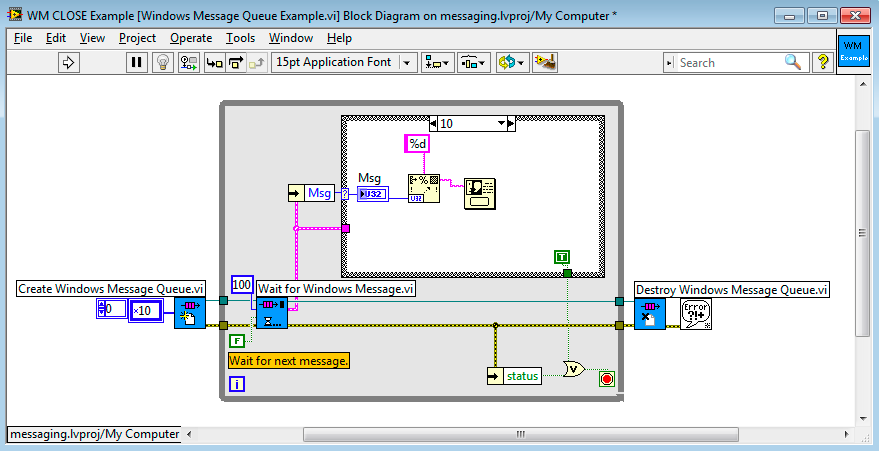 WM CLOSE Example [Windows Message Queue Example.vi] Block Diagram on messaging.lvproj/My Computer *
File Edit View Project Operate Tools Window Help
15pt Application Font
Search
?
WM
Example
10
%d
Msg
Msg
?
U32
%
U32
T
100
Create Windows Message Queue.vi
Wait for Windows Message.vi
Destroy Windows Message Queue.vi
0
×10
Error
?!+
F
Wait for next message.
i
status
V
messaging.lvproj/My Computer